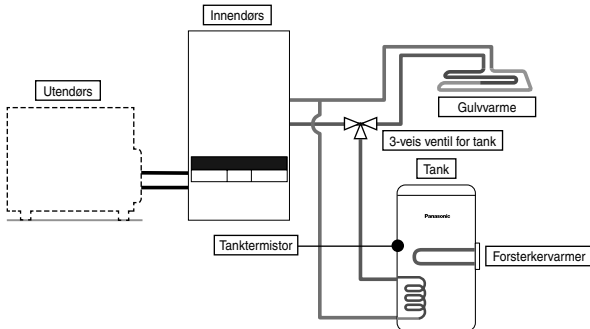 Innendørs
Utendørs
Gulvvarme
3-veis ventil for tank
Tank
Panasonic
Tanktermistor
Forsterkervarmer